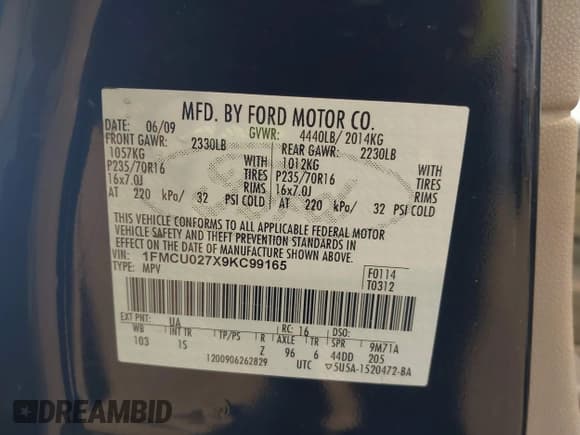 MFD. BY FORD MOTOR CO.
DATE: 06/09 GVWR: 4440LB/ 2014KG
FRONT GAWR: 2330LB REAR GAWR: 2230LB
1057KG WITH 1012KG WITH
P235/70R16 TIRES P235/70R16 TIRES
16x7.0J RIMS 16x7.0J RIMS
AT 220 kPa/ 32 PSI COLD AT 220 kPa/ 32 PSI COLD
THIS VEHICLE CONFORMS TO ALL APPLICABLE FEDERAL MOTOR
VEHICLE SAFETY AND THEFT PREVENTION STANDARDS IN
EFFECT ON THE DATE OF MANUFACTURE SHOWN ABOVE.
VIN: 1FMCU027X9KC99165
TYPE: MPV
F0114
T0312
EXT PNT: UA RC: 16 DSO:
WB INT TR TP/PS R AXLE TR SPR 9M71A
103 IS Z 96 6 44DD 205
1200906262829 UTC ▽5U5A-1520472-BA
Ford
DREAMBID